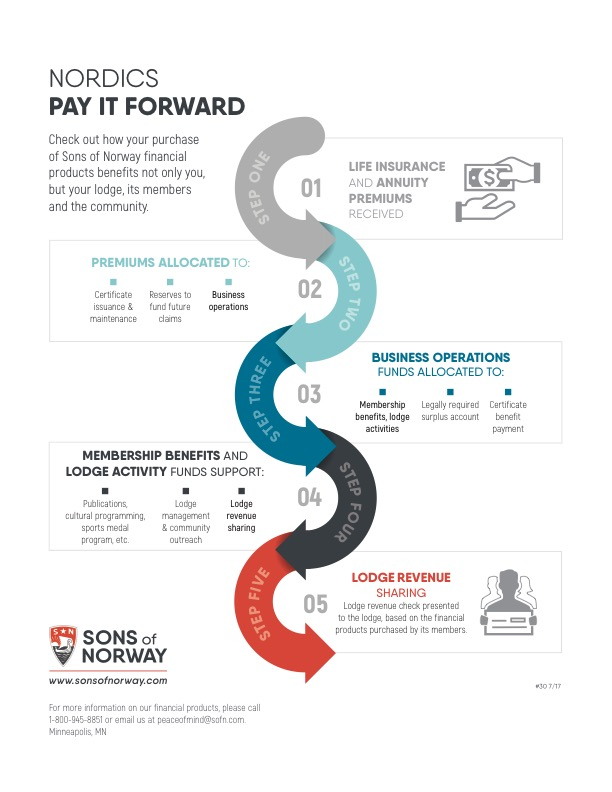 NORDICS
PAY IT FORWARD
Check out how your purchase
of Sons of Norway financial
products benefits not only you,
but your lodge, its members
and the community.
STEP ONE
01
LIFE INSURANCE
AND ANNUITY
PREMIUMS
RECEIVED
$
PREMIUMS ALLOCATED TO:
Certificate
issuance &
maintenance
Reserves to
fund future
claims
Business
operations
02
STEP TWO
STEP THREE
03
BUSINESS OPERATIONS
FUNDS ALLOCATED TO:
Membership
benefits, lodge
activities
Legally required
surplus account
Certificate
benefit
payment
MEMBERSHIP BENEFITS AND
LODGE ACTIVITY FUNDS SUPPORT:
Publications,
cultural programming,
sports medal
program, etc.
Lodge
management
& community
outreach
Lodge
revenue
sharing
04
STEP FOUR
STEP FIVE
05
LODGE REVENUE
SHARING
Lodge revenue check presented
to the lodge, based on the financial
products purchased by its members.
S N
SONS of
NORWAY
www.sonsofnorway.com
#30 7/17
For more information on our financial products, please call
1-800-945-8851 or email us at peaceofmind@sofn.com.
Minneapolis, MN